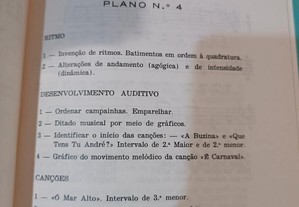 PLANO N.º 4
RITMO
1 — Invenção de ritmos. Batimentos em ordem à quadratura.
2 — Alterações de andamento (agógica) e de intensidade
(dinâmica).
DESENVOLVIMENTO AUDITIVO
1 — Ordenar campainhas. Emparelhar.
2 — Ditado musical por meio de gráficos.
3 — Identificar o início das canções: — «A Buzina» e «Que
Tens Tu André?» Intervalo de 2.ª Maior e de 2.ª menor.
4 — Gráfico do movimento melódico da canção «É Carnaval».
CANÇÕES
1 — «Ó Mar Alto». Intervalo de 3.ª menor.